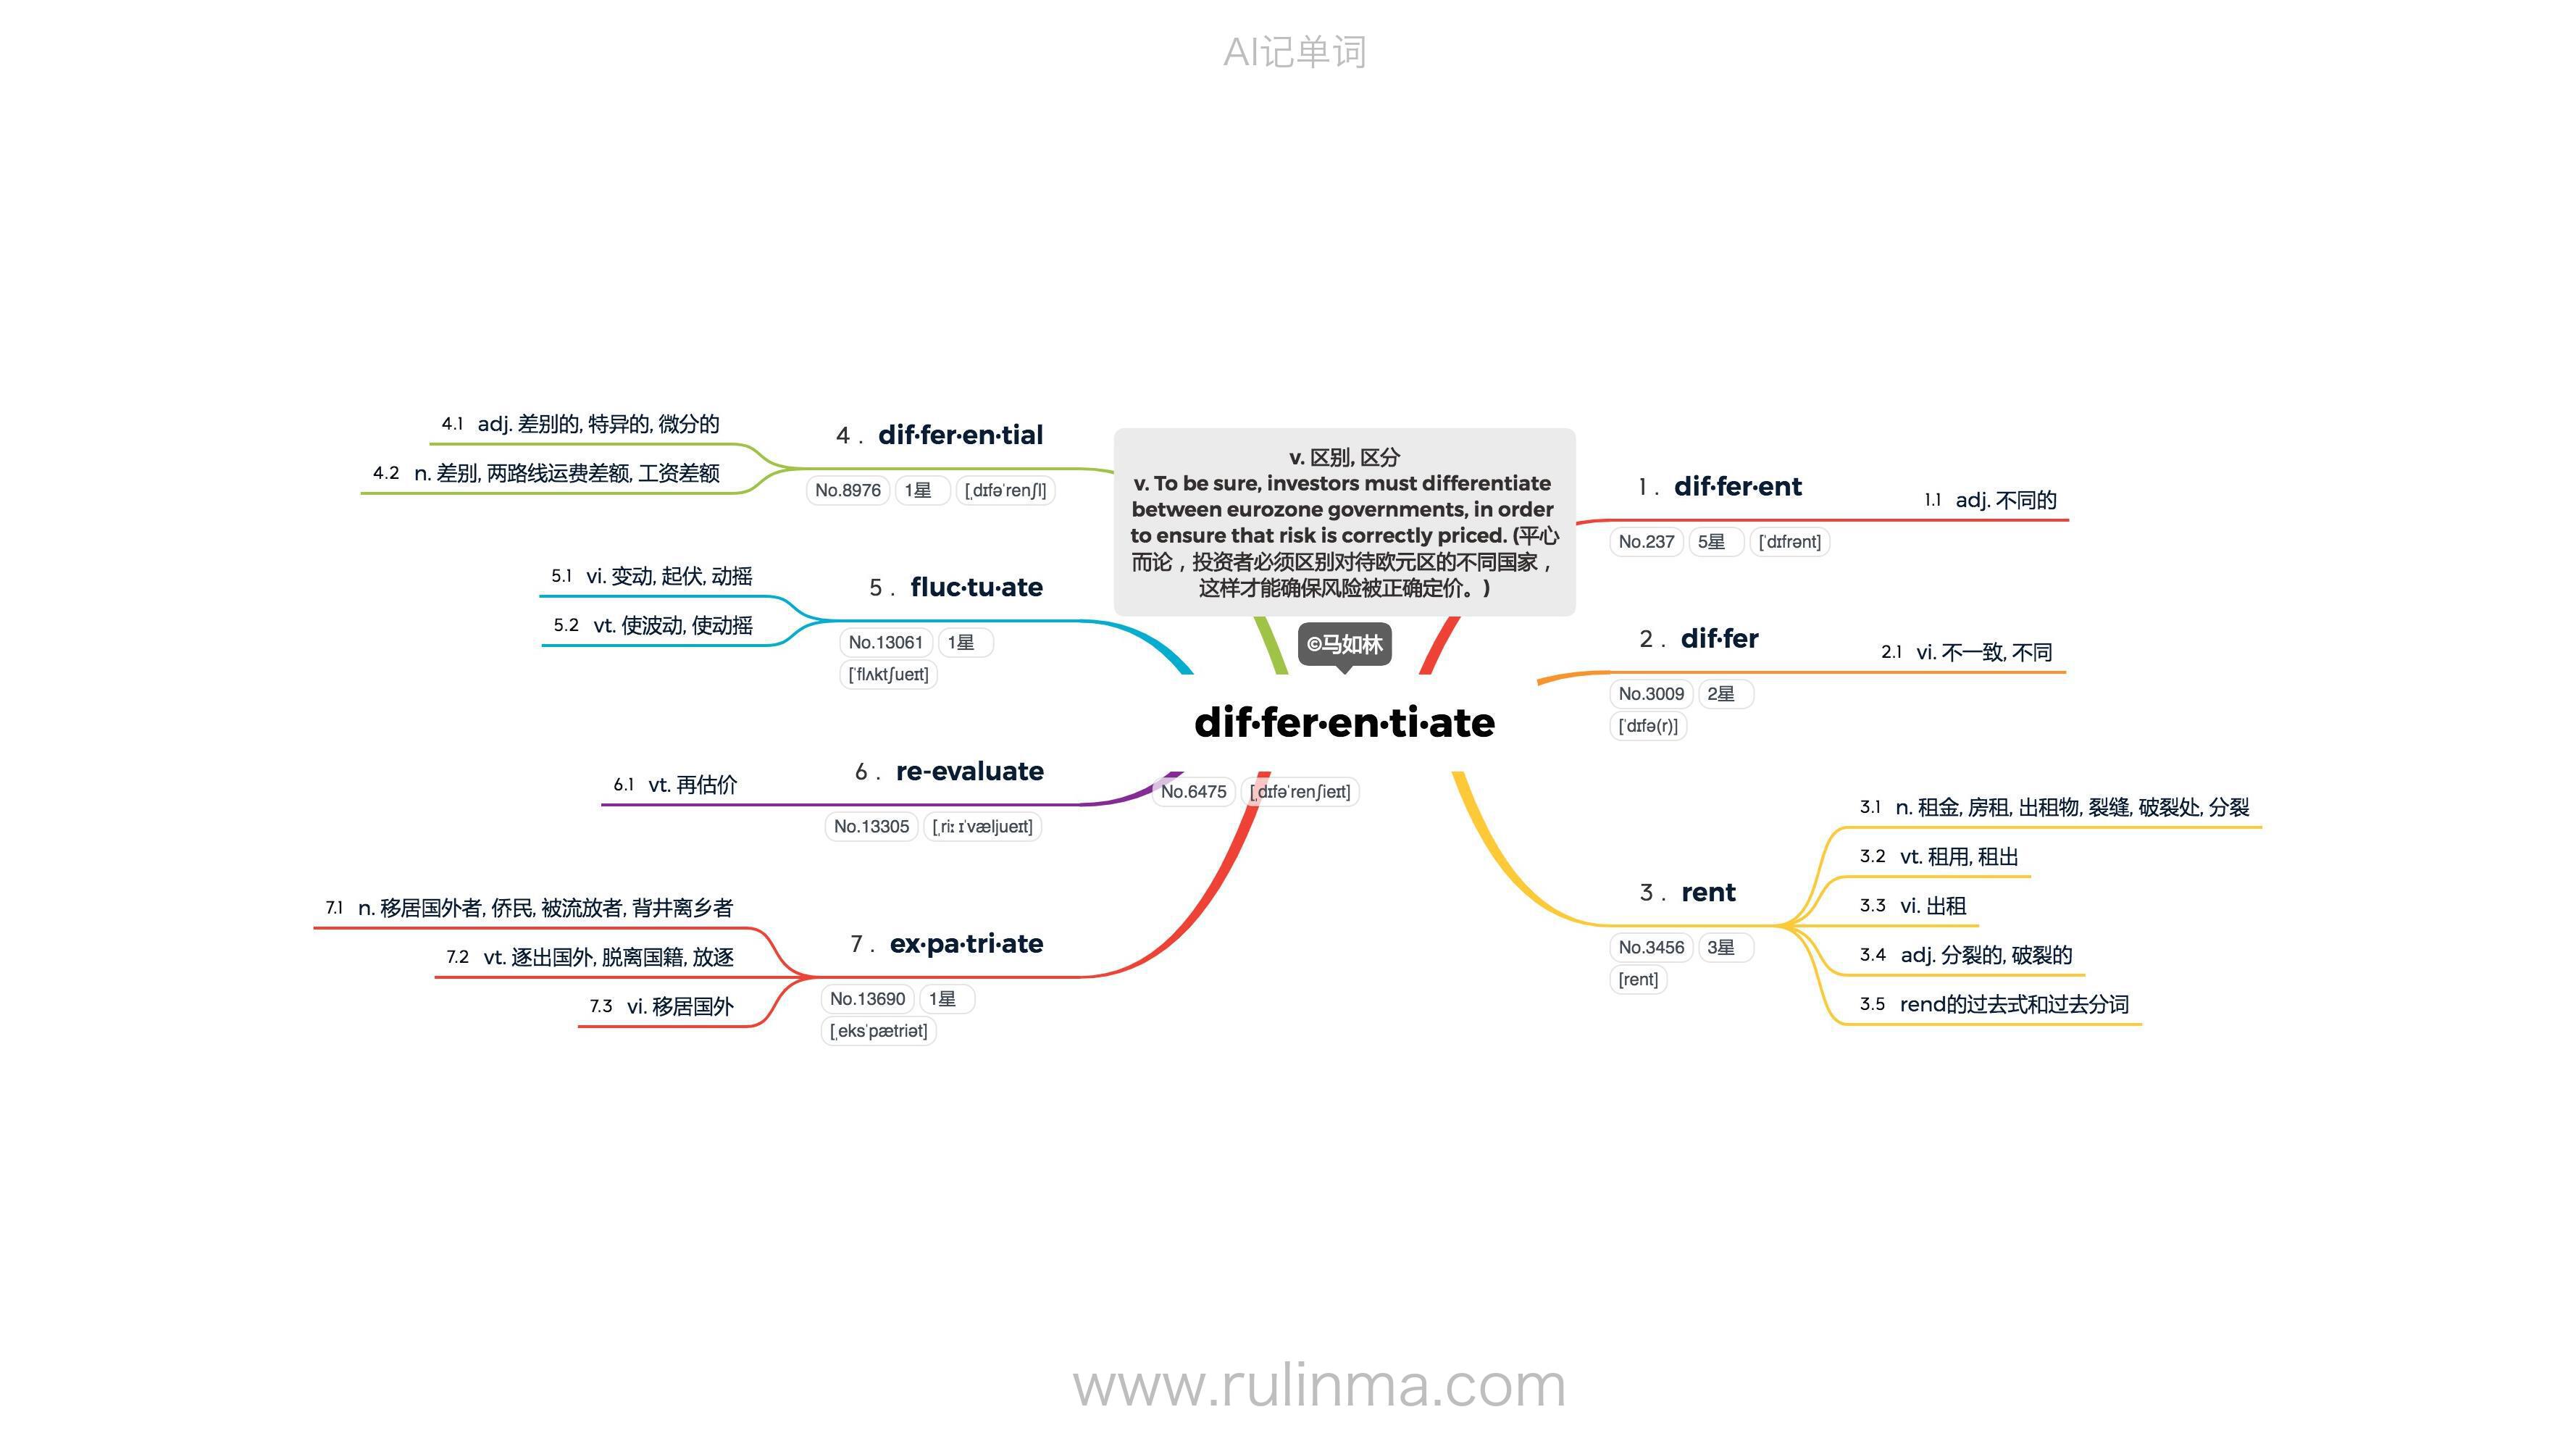 AI记单词
v. 区别, 区分
v. To be sure, investors must differentiate
between eurozone governments, in order
to ensure that risk is correctly priced. (平心
而论，投资者必须区别对待欧元区的不同国家，
这样才能确保风险被正确定价。)
©马如林
dif·fer·en·ti·ate
No.6475 [ˌdɪfəˈrenʃieɪt]
1. dif·fer·ent
No.237 5星 [ˈdɪfrənt]
1.1 adj. 不同的
2. dif·fer
No.3009 2星
[ˈdɪfə(r)]
2.1 vi. 不一致, 不同
3. rent
No.3456 3星
[rent]
3.1 n. 租金, 房租, 出租物, 裂缝, 破裂处, 分裂
3.2 vt. 租用, 租出
3.3 vi. 出租
3.4 adj. 分裂的, 破裂的
3.5 rend的过去式和过去分词
4. dif·fer·en·tial
No.8976 1星 [ˌdɪfəˈrenʃl]
4.1 adj. 差别的, 特异的, 微分的
4.2 n. 差别, 两路线运费差额, 工资差额
5. fluc·tu·ate
No.13061 1星
[ˈflʌktʃueɪt]
5.1 vi. 变动, 起伏, 动摇
5.2 vt. 使波动, 使动摇
6. re-evaluate
No.13305 [ˌriː ɪˈvæljueɪt]
6.1 vt. 再估价
7. ex·pa·tri·ate
No.13690 1星
[ˌeksˈpætriət]
7.1 n. 移居国外者, 侨民, 被流放者, 背井离乡者
7.2 vt. 逐出国外, 脱离国籍, 放逐
7.3 vi. 移居国外
www.rulinma.com